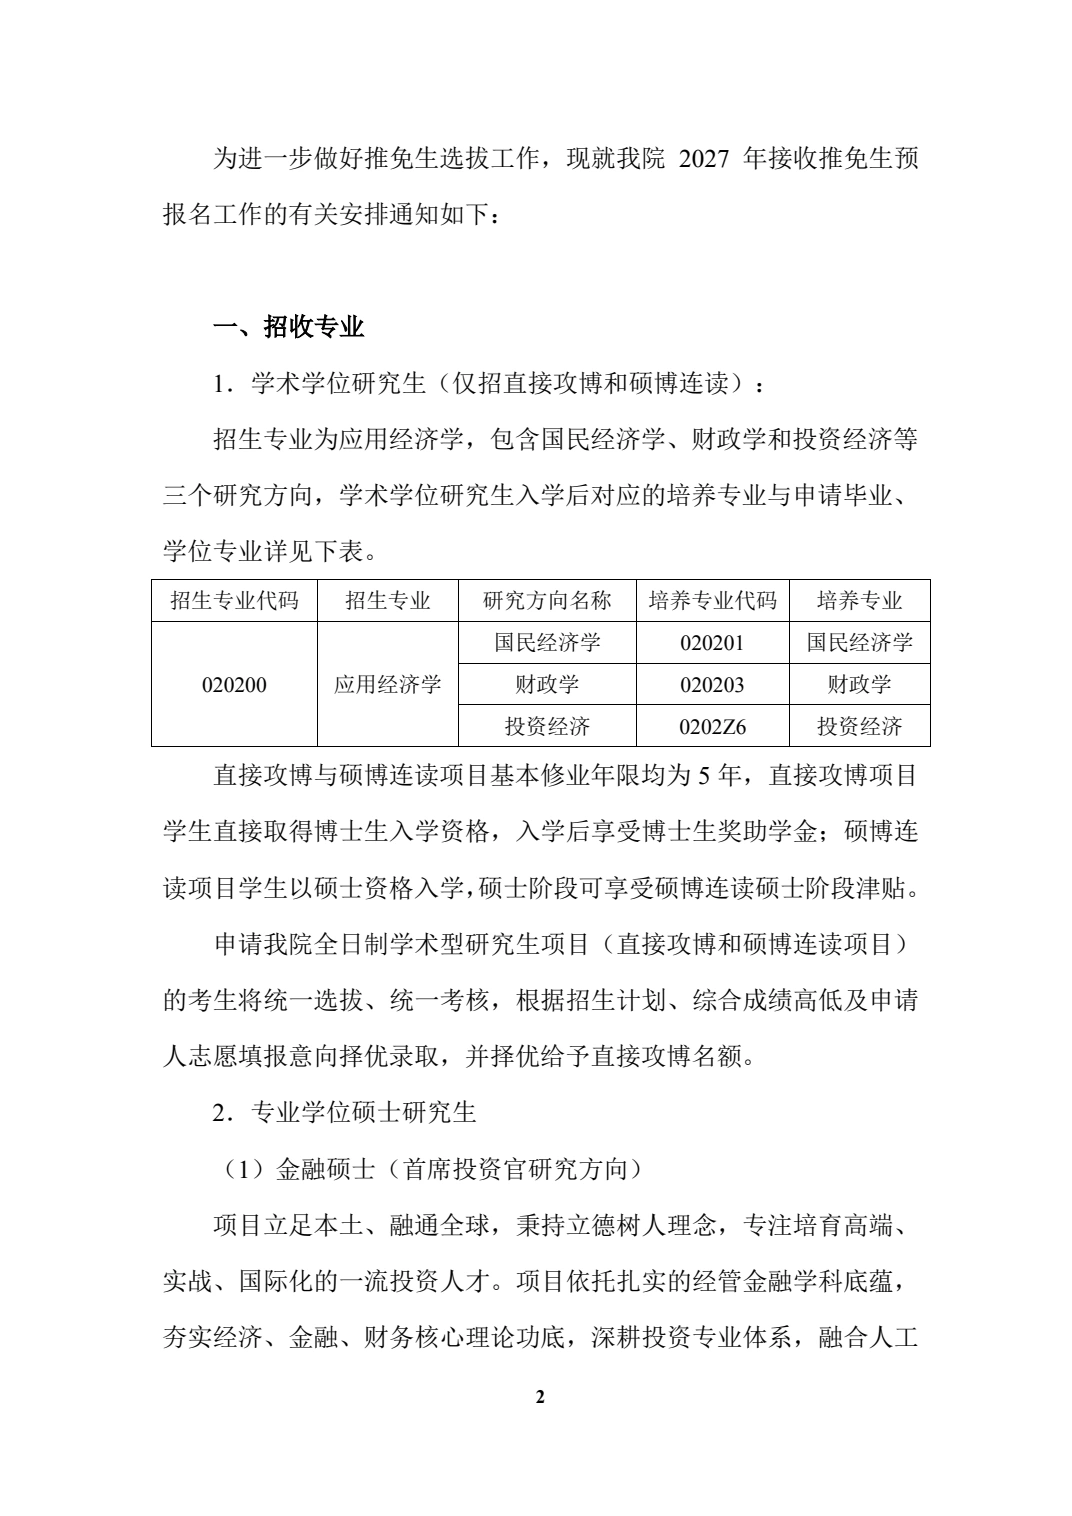 为进一步做好推免生选拔工作，现就我院 2027 年接收推免生预
报名工作的有关安排通知如下：
一、招收专业
1．学术学位研究生（仅招直接攻博和硕博连读）：
招生专业为应用经济学，包含国民经济学、财政学和投资经济等
三个研究方向，学术学位研究生入学后对应的培养专业与申请毕业、
学位专业详见下表。
招生专业代码 招生专业 研究方向名称 培养专业代码 培养专业
020200 应用经济学 国民经济学 020201 国民经济学
财政学 020203 财政学
投资经济 0202Z6 投资经济
直接攻博与硕博连读项目基本修业年限均为 5 年，直接攻博项目
学生直接取得博士生入学资格，入学后享受博士生奖助学金；硕博连
读项目学生以硕士资格入学，硕士阶段可享受硕博连读硕士阶段津贴。
申请我院全日制学术型研究生项目（直接攻博和硕博连读项目）
的考生将统一选拔、统一考核，根据招生计划、综合成绩高低及申请
人志愿填报意向择优录取，并择优给予直接攻博名额。
2．专业学位硕士研究生
（1）金融硕士（首席投资官研究方向）
项目立足本土、融通全球，秉持立德树人理念，专注培育高端、
实战、国际化的一流投资人才。项目依托扎实的经管金融学科底蕴，
夯实经济、金融、财务核心理论功底，深耕投资专业体系，融合人工
2